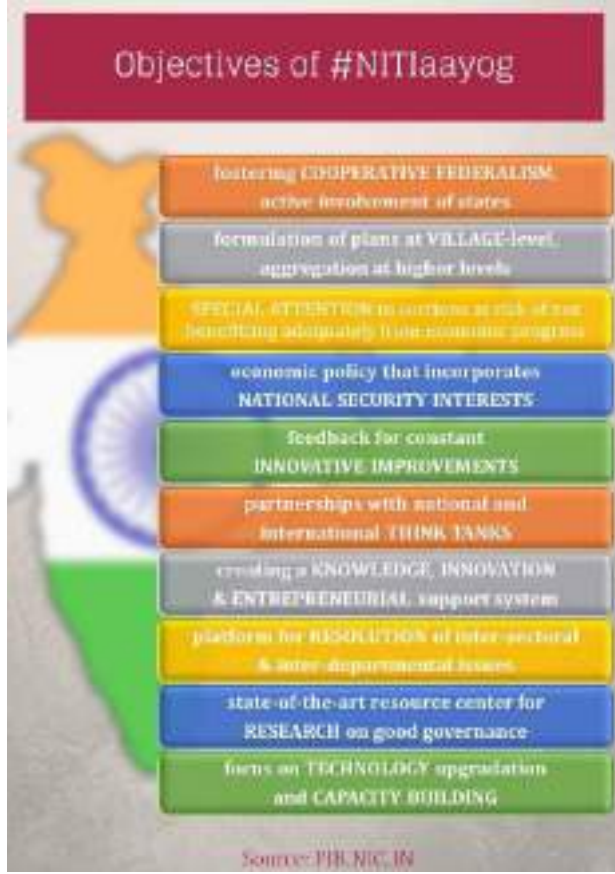 Objectives of #NITIaayog
fostering COOPERATIVE FEDERALISM,
active involvement of states
formulation of plans at VILLAGE-level,
aggregation at higher levels
SPECIAL ATTENTION to sections at risk of not
benefitting adequately from economic progress
economic policy that incorporates
NATIONAL SECURITY INTERESTS
feedback for constant
INNOVATIVE IMPROVEMENTS
partnerships with national and
international THINK TANKS
creating a KNOWLEDGE, INNOVATION
& ENTREPRENEURIAL support system
platform for RESOLUTION of inter-sectoral
& inter-departmental issues
state-of-the-art resource center for
RESEARCH on good governance
focus on TECHNOLOGY upgradation
and CAPACITY BUILDING
Source: PIB.NIC.IN